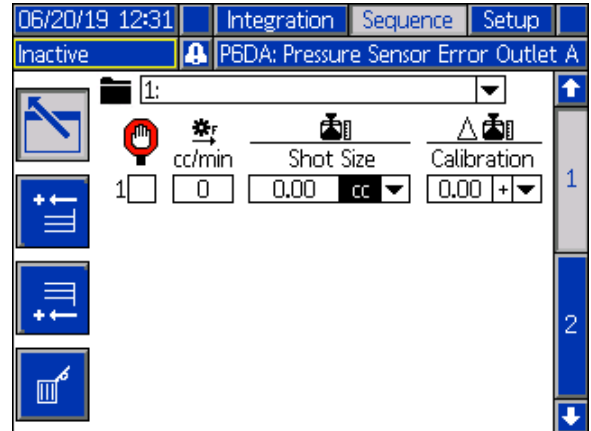 06/20/19 12:31 Integration Sequence Setup
Inactive P6DA: Pressure Sensor Error Outlet A
1:
cc/min Shot Size Calibration
1 0 0.00 cc 0.00 +
1
2